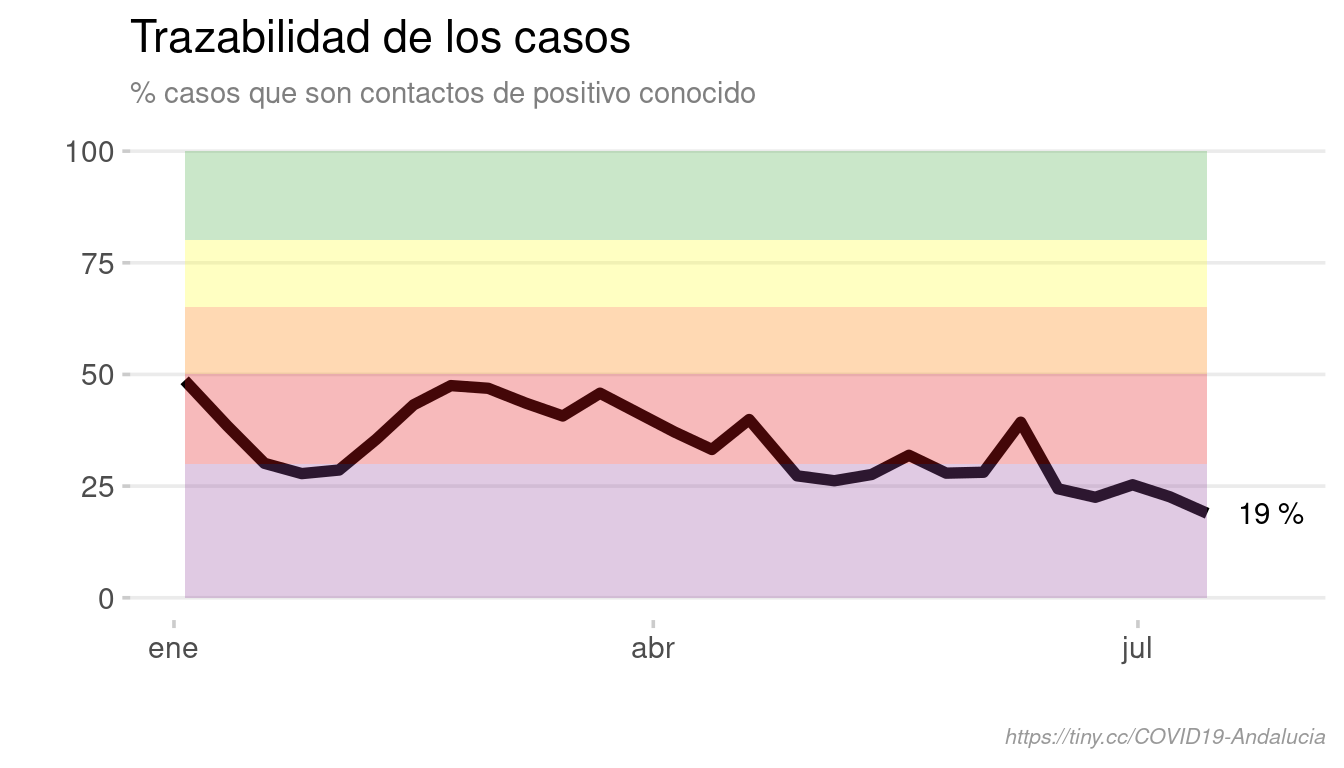 Trazabilidad de los casos
% casos que son contactos de positivo conocido
100
75
50
25
0
19 %
ene abr jul
https://tiny.cc/COVID19-Andalucia